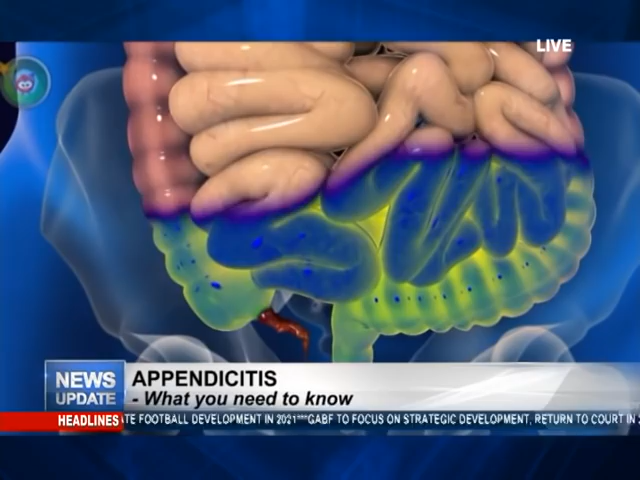 LIVE
NEWS UPDATE
APPENDICITIS
- What you need to know
HEADLINES
TE FOOTBALL DEVELOPMENT IN 2021***GABF TO FOCUS ON STRATEGIC DEVELOPMENT, RETURN TO COURT IN